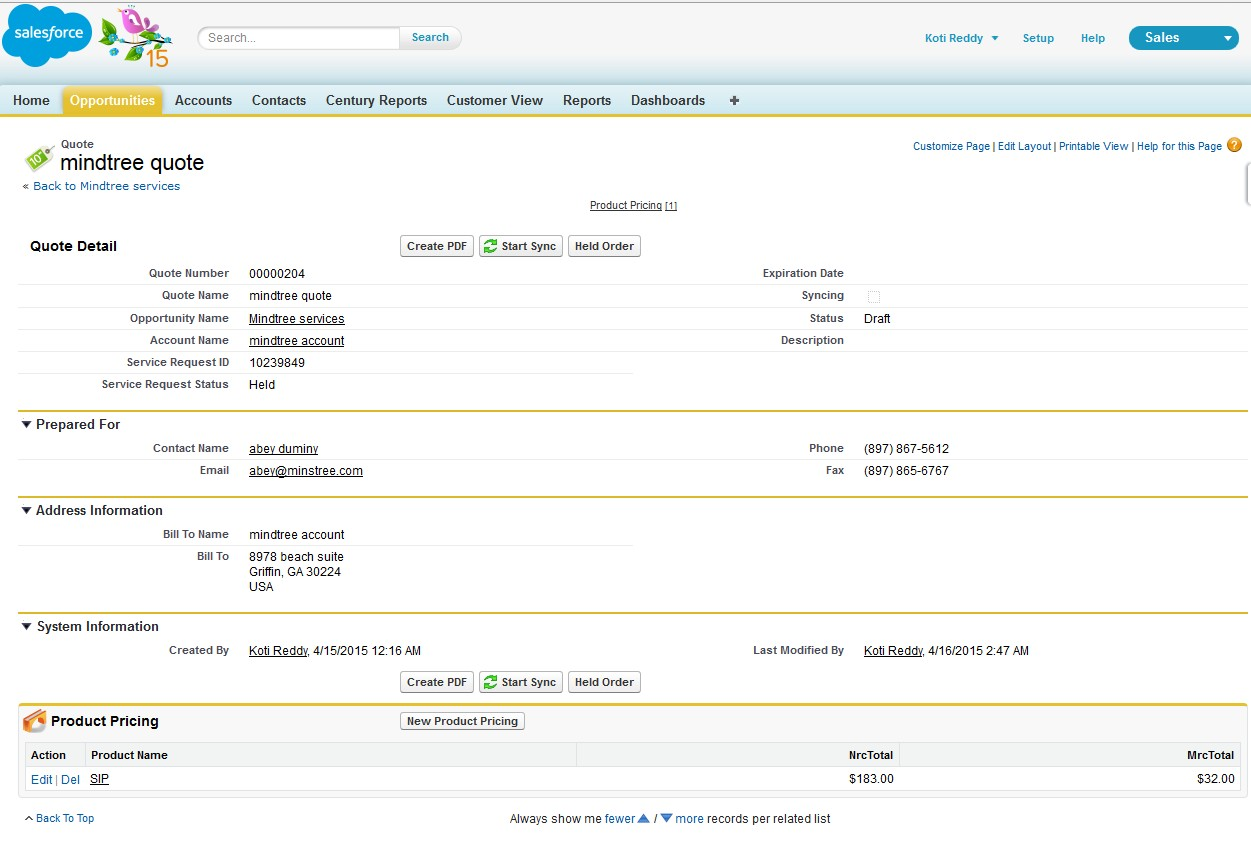 salesforce
15
Search...
Search
Koti Reddy
Setup
Help
Sales
Home
Opportunities
Accounts
Contacts
Century Reports
Customer View
Reports
Dashboards
+
10%
Quote
mindtree quote
« Back to Mindtree services
Customize Page | Edit Layout | Printable View | Help for this Page ?
Product Pricing [1]
Quote Detail
Create PDF
Start Sync
Held Order
Quote Number 00000204
Expiration Date
Quote Name mindtree quote
Syncing
Opportunity Name Mindtree services
Status Draft
Account Name mindtree account
Description
Service Request ID 10239849
Service Request Status Held
Prepared For
Contact Name abey duminy
Phone (897) 867-5612
Email abey@minstree.com
Fax (897) 865-6767
Address Information
Bill To Name mindtree account
Bill To 8978 beach suite
Griffin, GA 30224
USA
System Information
Created By Koti Reddy, 4/15/2015 12:16 AM
Last Modified By Koti Reddy, 4/16/2015 2:47 AM
Create PDF
Start Sync
Held Order
Product Pricing
New Product Pricing
Action Product Name NrcTotal MrcTotal
Edit | Del SIP $183.00 $32.00
Back To Top
Always show me fewer / more records per related list